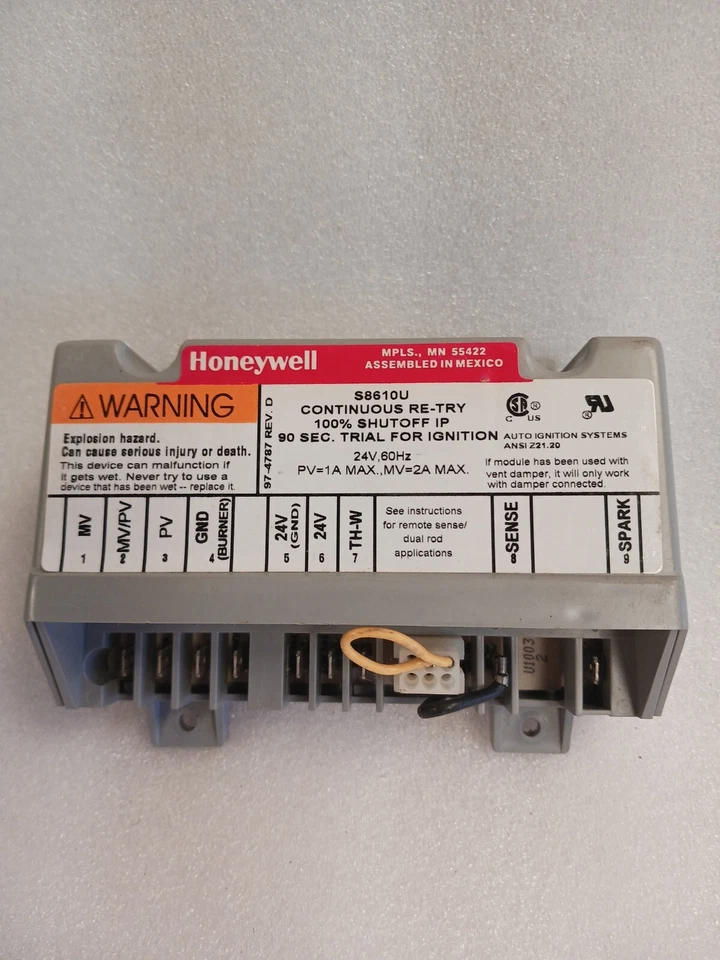 Honeywell
MPLS., MN 55422
ASSEMBLED IN MEXICO
WARNING
Explosion hazard.
Can cause serious injury or death.
This device can malfunction if
it gets wet. Never try to use a
device that has been wet -- replace it.
97-4787 REV. D
S8610U
CONTINUOUS RE-TRY
100% SHUTOFF IP
90 SEC. TRIAL FOR IGNITION
24V,60Hz
PV=1A MAX.,MV=2A MAX.
C US
AUTO IGNITION SYSTEMS
ANSI Z21.20
If module has been used with
vent damper, it will only work
with damper connected.
MV
1
MV/PV
2
PV
3
GND
(BURNER)
4
24V
(GND)
5
24V
6
TH-W
7
See instructions
for remote sense/
dual rod
applications
SENSE
8
SPARK
9
U1003
2